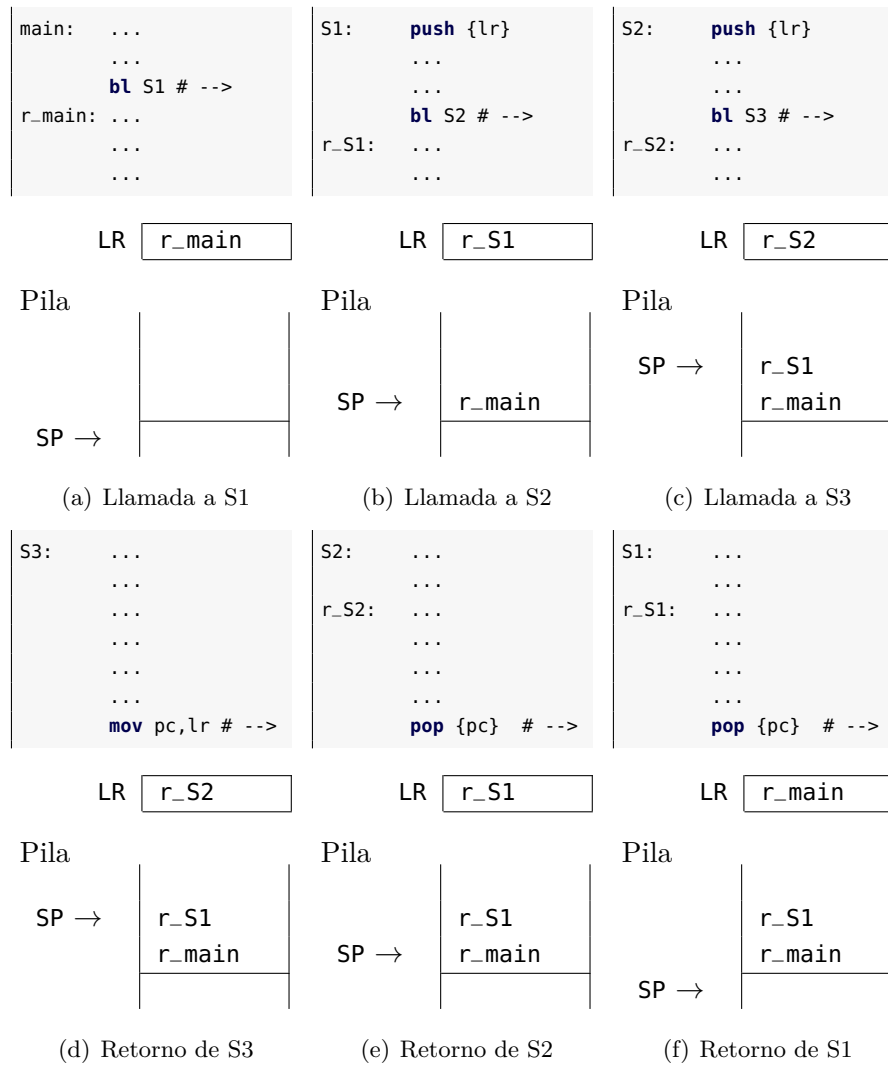 main:   ...
        ...
        bl S1 # -->
r_main: ...
        ...
        ...
LR r_main
Pila
SP →
(a) Llamada a S1
S1:     push {lr}
        ...
        ...
        bl S2 # -->
r_S1:   ...
        ...
LR r_S1
Pila
SP → r_main
(b) Llamada a S2
S2:     push {lr}
        ...
        ...
        bl S3 # -->
r_S2:   ...
        ...
LR r_S2
Pila
SP → r_S1
r_main
(c) Llamada a S3
S3:     ...
        ...
        ...
        ...
        ...
        ...
        mov pc,lr # -->
LR r_S2
Pila
SP → r_S1
r_main
(d) Retorno de S3
S2:     ...
        ...
r_S2:   ...
        ...
        ...
        ...
        pop {pc}  # -->
LR r_S1
Pila
r_S1
SP → r_main
(e) Retorno de S2
S1:     ...
        ...
r_S1:   ...
        ...
        ...
        ...
        pop {pc}  # -->
LR r_main
Pila
r_S1
r_main
SP →
(f) Retorno de S1